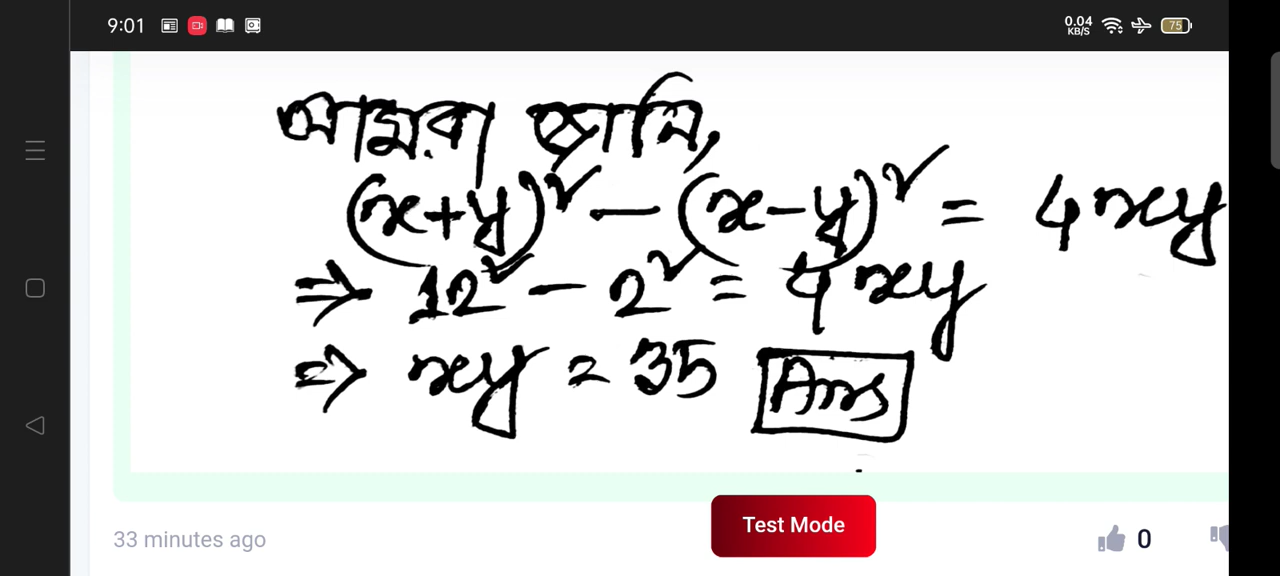 9:01
0.04 KB/S
75
আমরা জানি,
(x+y)² - (x-y)² = 4xy
⇒ 12² - 2² = 4xy
⇒ xy = 35 Ans
Test Mode
33 minutes ago
0